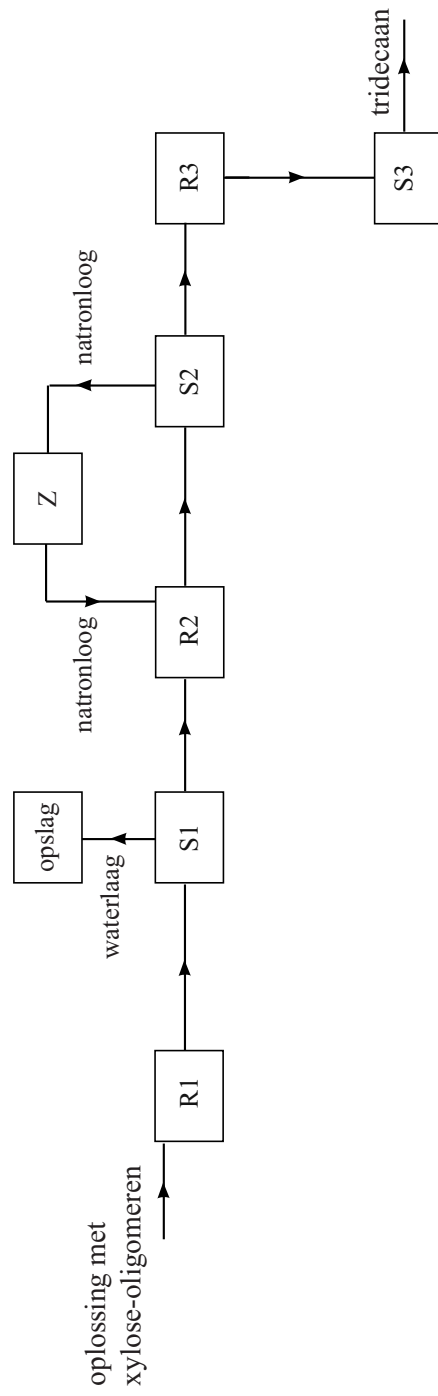 oplossing met
xylose-oligomeren
R1
waterlaag
opslag
S1
natronloog
R2
Z
natronloog
S2
R3
S3
tridecaan